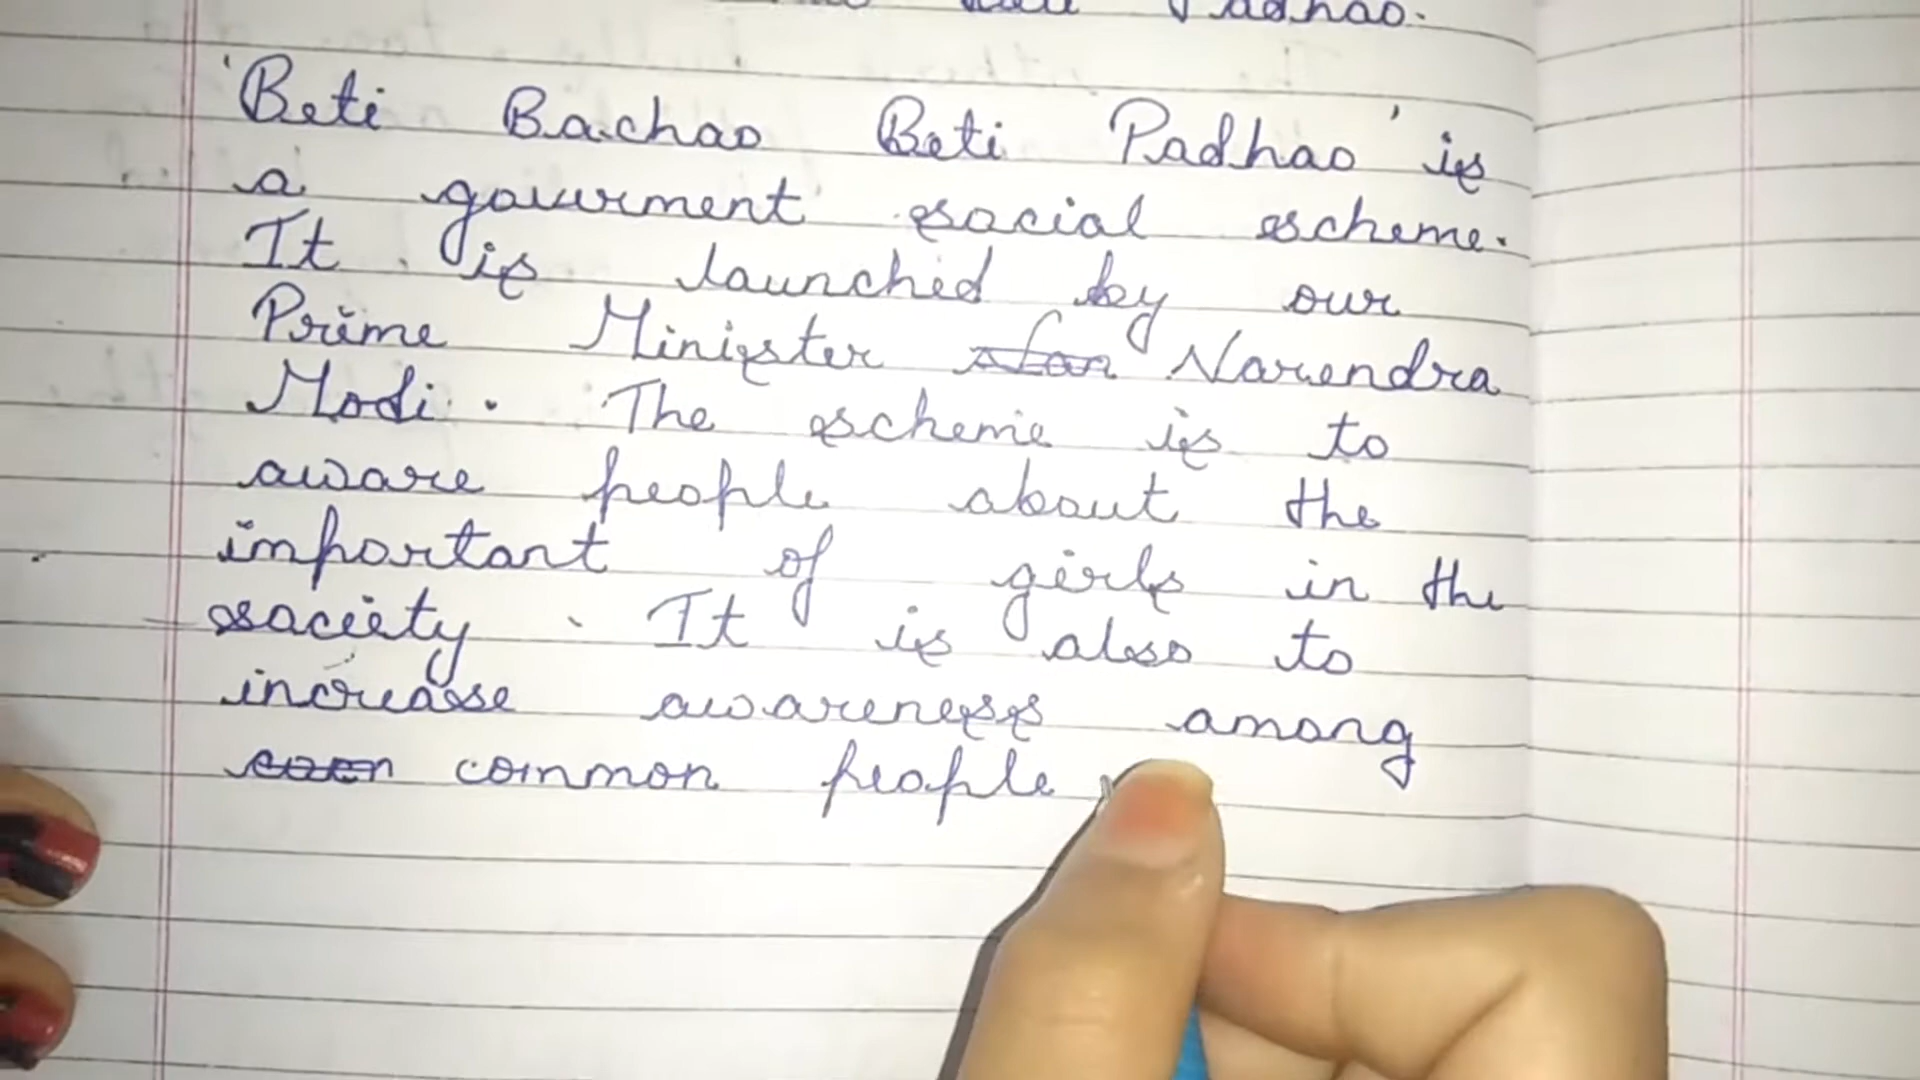 Padhao.
'Beti Bachao Beti Padhao' is
a gouvrment social scheme.
It is launched by our
Prime Minister Narendra
Modi. The scheme is to
aware people about the
important of girls in the
society. It is also to
increase awareness among
common people